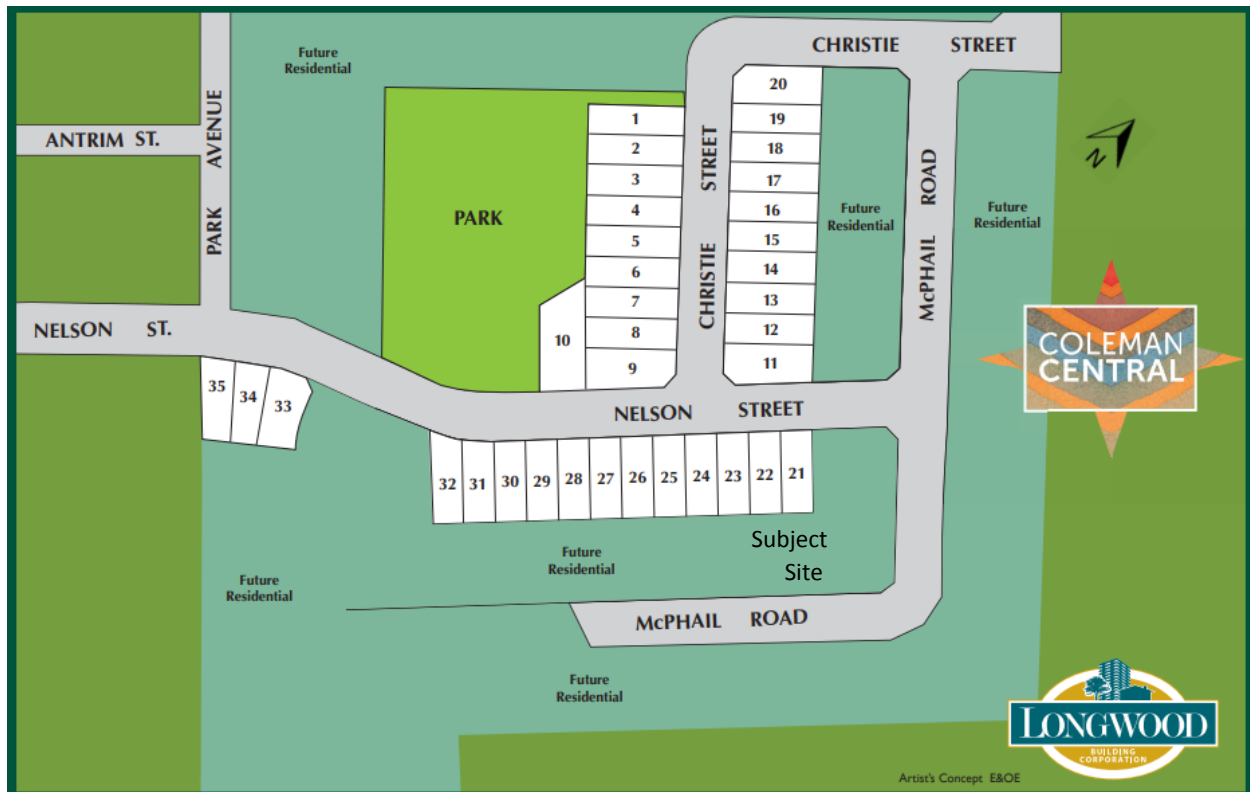 CHRISTIE STREET
Future
Residential
20
ANTRIM ST.
PARK AVENUE
1
2
3
4
5
6
7
8
9
10
PARK
CHRISTIE STREET
19
18
17
16
15
14
13
12
11
Future
Residential
McPHAIL ROAD
Future
Residential
N
COLEMAN
CENTRAL
NELSON ST.
35
34
33
NELSON STREET
32
31
30
29
28
27
26
25
24
23
22
21
Subject
Site
Future
Residential
Future
Residential
McPHAIL ROAD
Future
Residential
LONGWOOD
BUILDING
CORPORATION
Artist's Concept E&OE